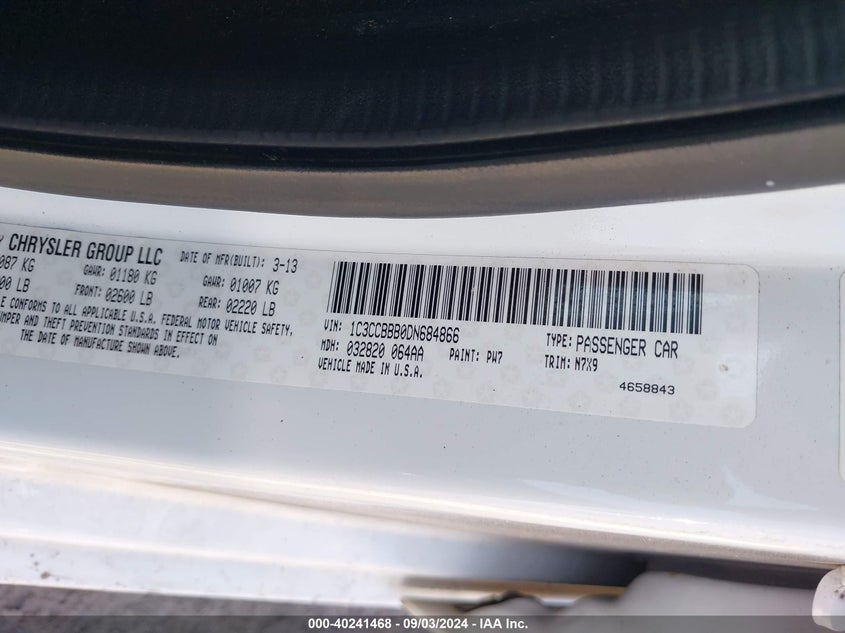 CHRYSLER GROUP LLC DATE OF MFR(BUILT): 3-13
087 KG GAWR: 01180 KG GAWR: 01007 KG
00 LB FRONT: 02600 LB REAR: 02220 LB
CONFORMS TO ALL APPLICABLE U.S.A. FEDERAL MOTOR VEHICLE SAFETY,
AND THEFT PREVENTION STANDARDS IN EFFECT ON
THE DATE OF MANUFACTURE SHOWN ABOVE.
VIN: 1C3CCBBB0DN684866 TYPE: PASSENGER CAR
MDH: 032820 064AA PAINT: PW7 TRIM: N7X9
VEHICLE MADE IN U.S.A. 4658843
000-40241468 - 09/03/2024 - IAA Inc.